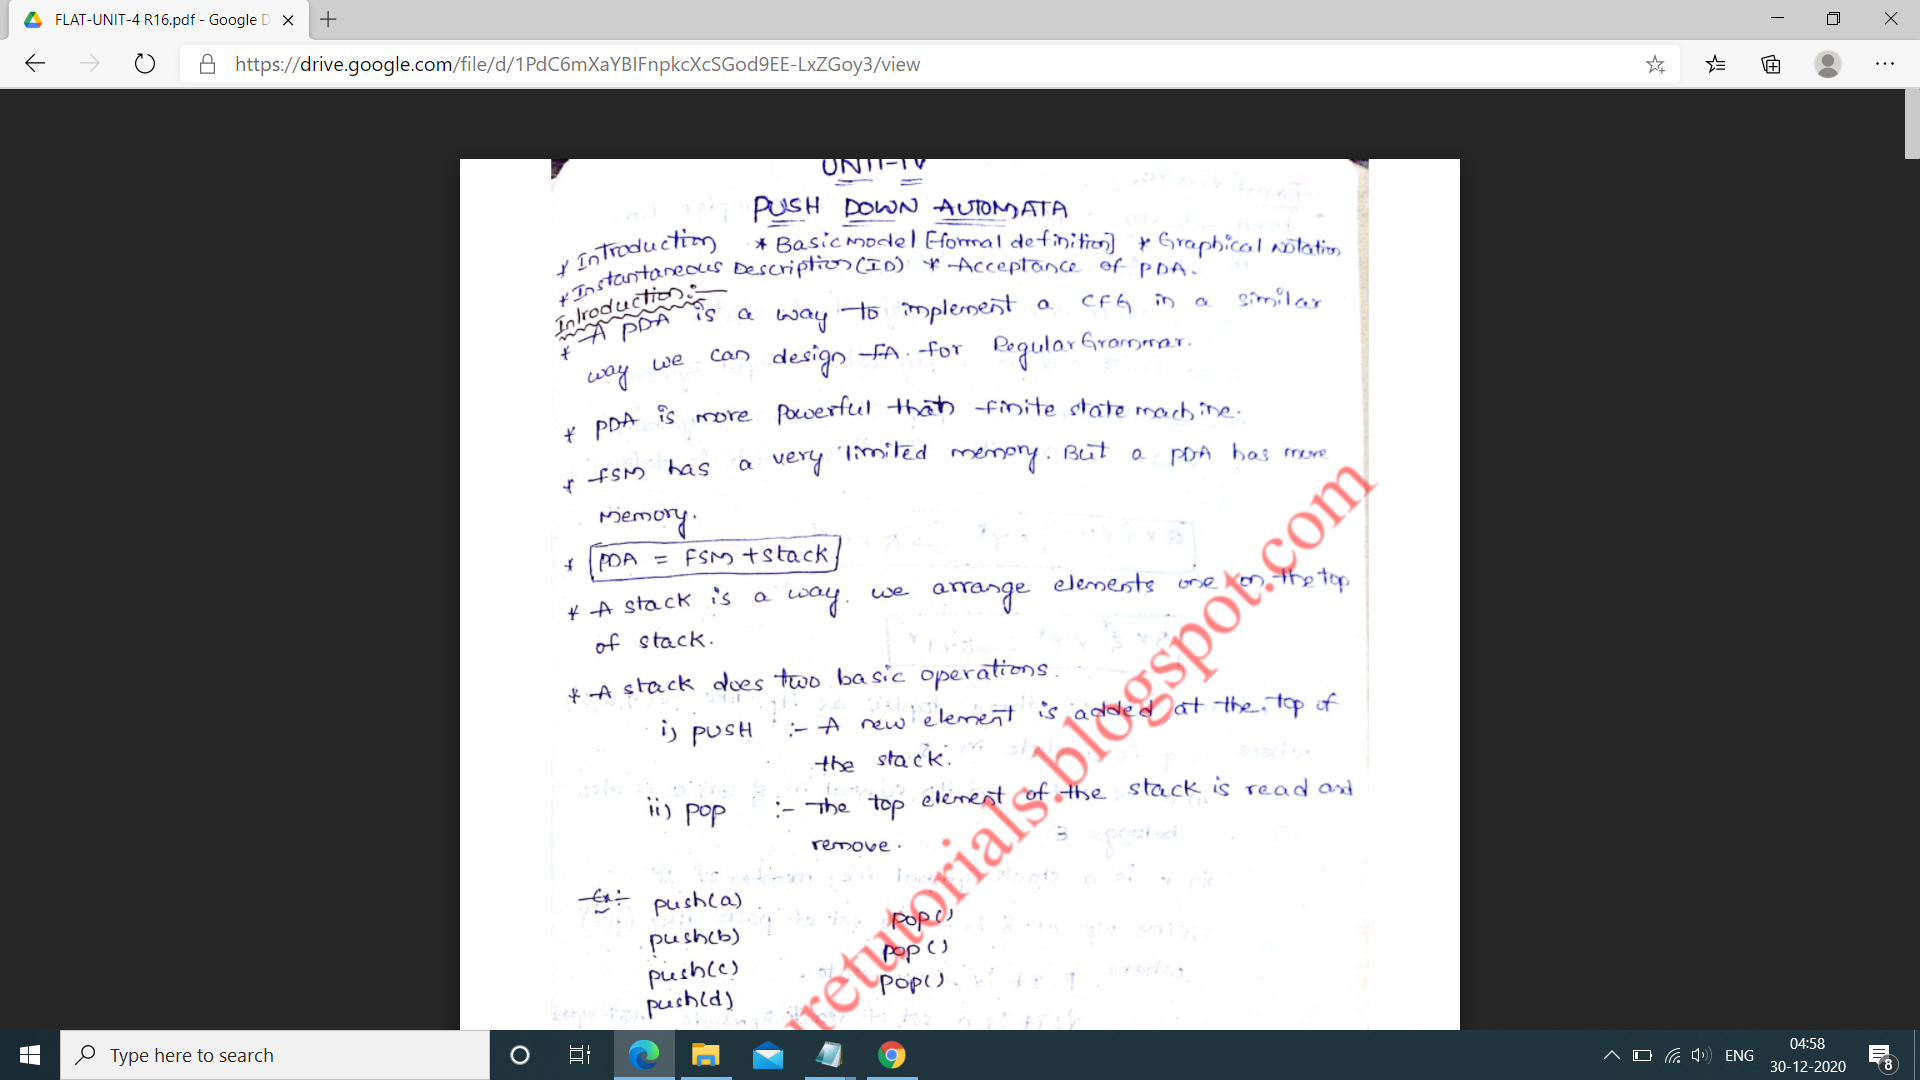 FLAT-UNIT-4 R16.pdf - Google D
https://drive.google.com/file/d/1PdC6mXaYBIFnpkcXcSGod9EE-LxZGoy3/view
UNIT-IV
PUSH DOWN AUTOMATA
* Introduction * Basic model [formal definition] * Graphical Notation
* Instantaneous Description (ID) * Acceptance of PDA.
Introduction:-
* A PDA is a way to implement a CFG in a similar
way we can design FA for Regular Grammar.
* PDA is more powerful than finite state machine.
* FSM has a very limited memory. But a PDA has more
memory.
* PDA = FSM + stack
* A stack is a way we arrange elements one on the top
of stack.
* A stack does two basic operations.
i) PUSH :- A new element is added at the top of
the stack.
ii) POP :- The top element of the stack is read and
remove.
Ex:- push(a) pop()
push(b) pop()
push(c) pop()
push(d)
uretutorials.blogspot.com
Type here to search
ENG
04:58
30-12-2020
8